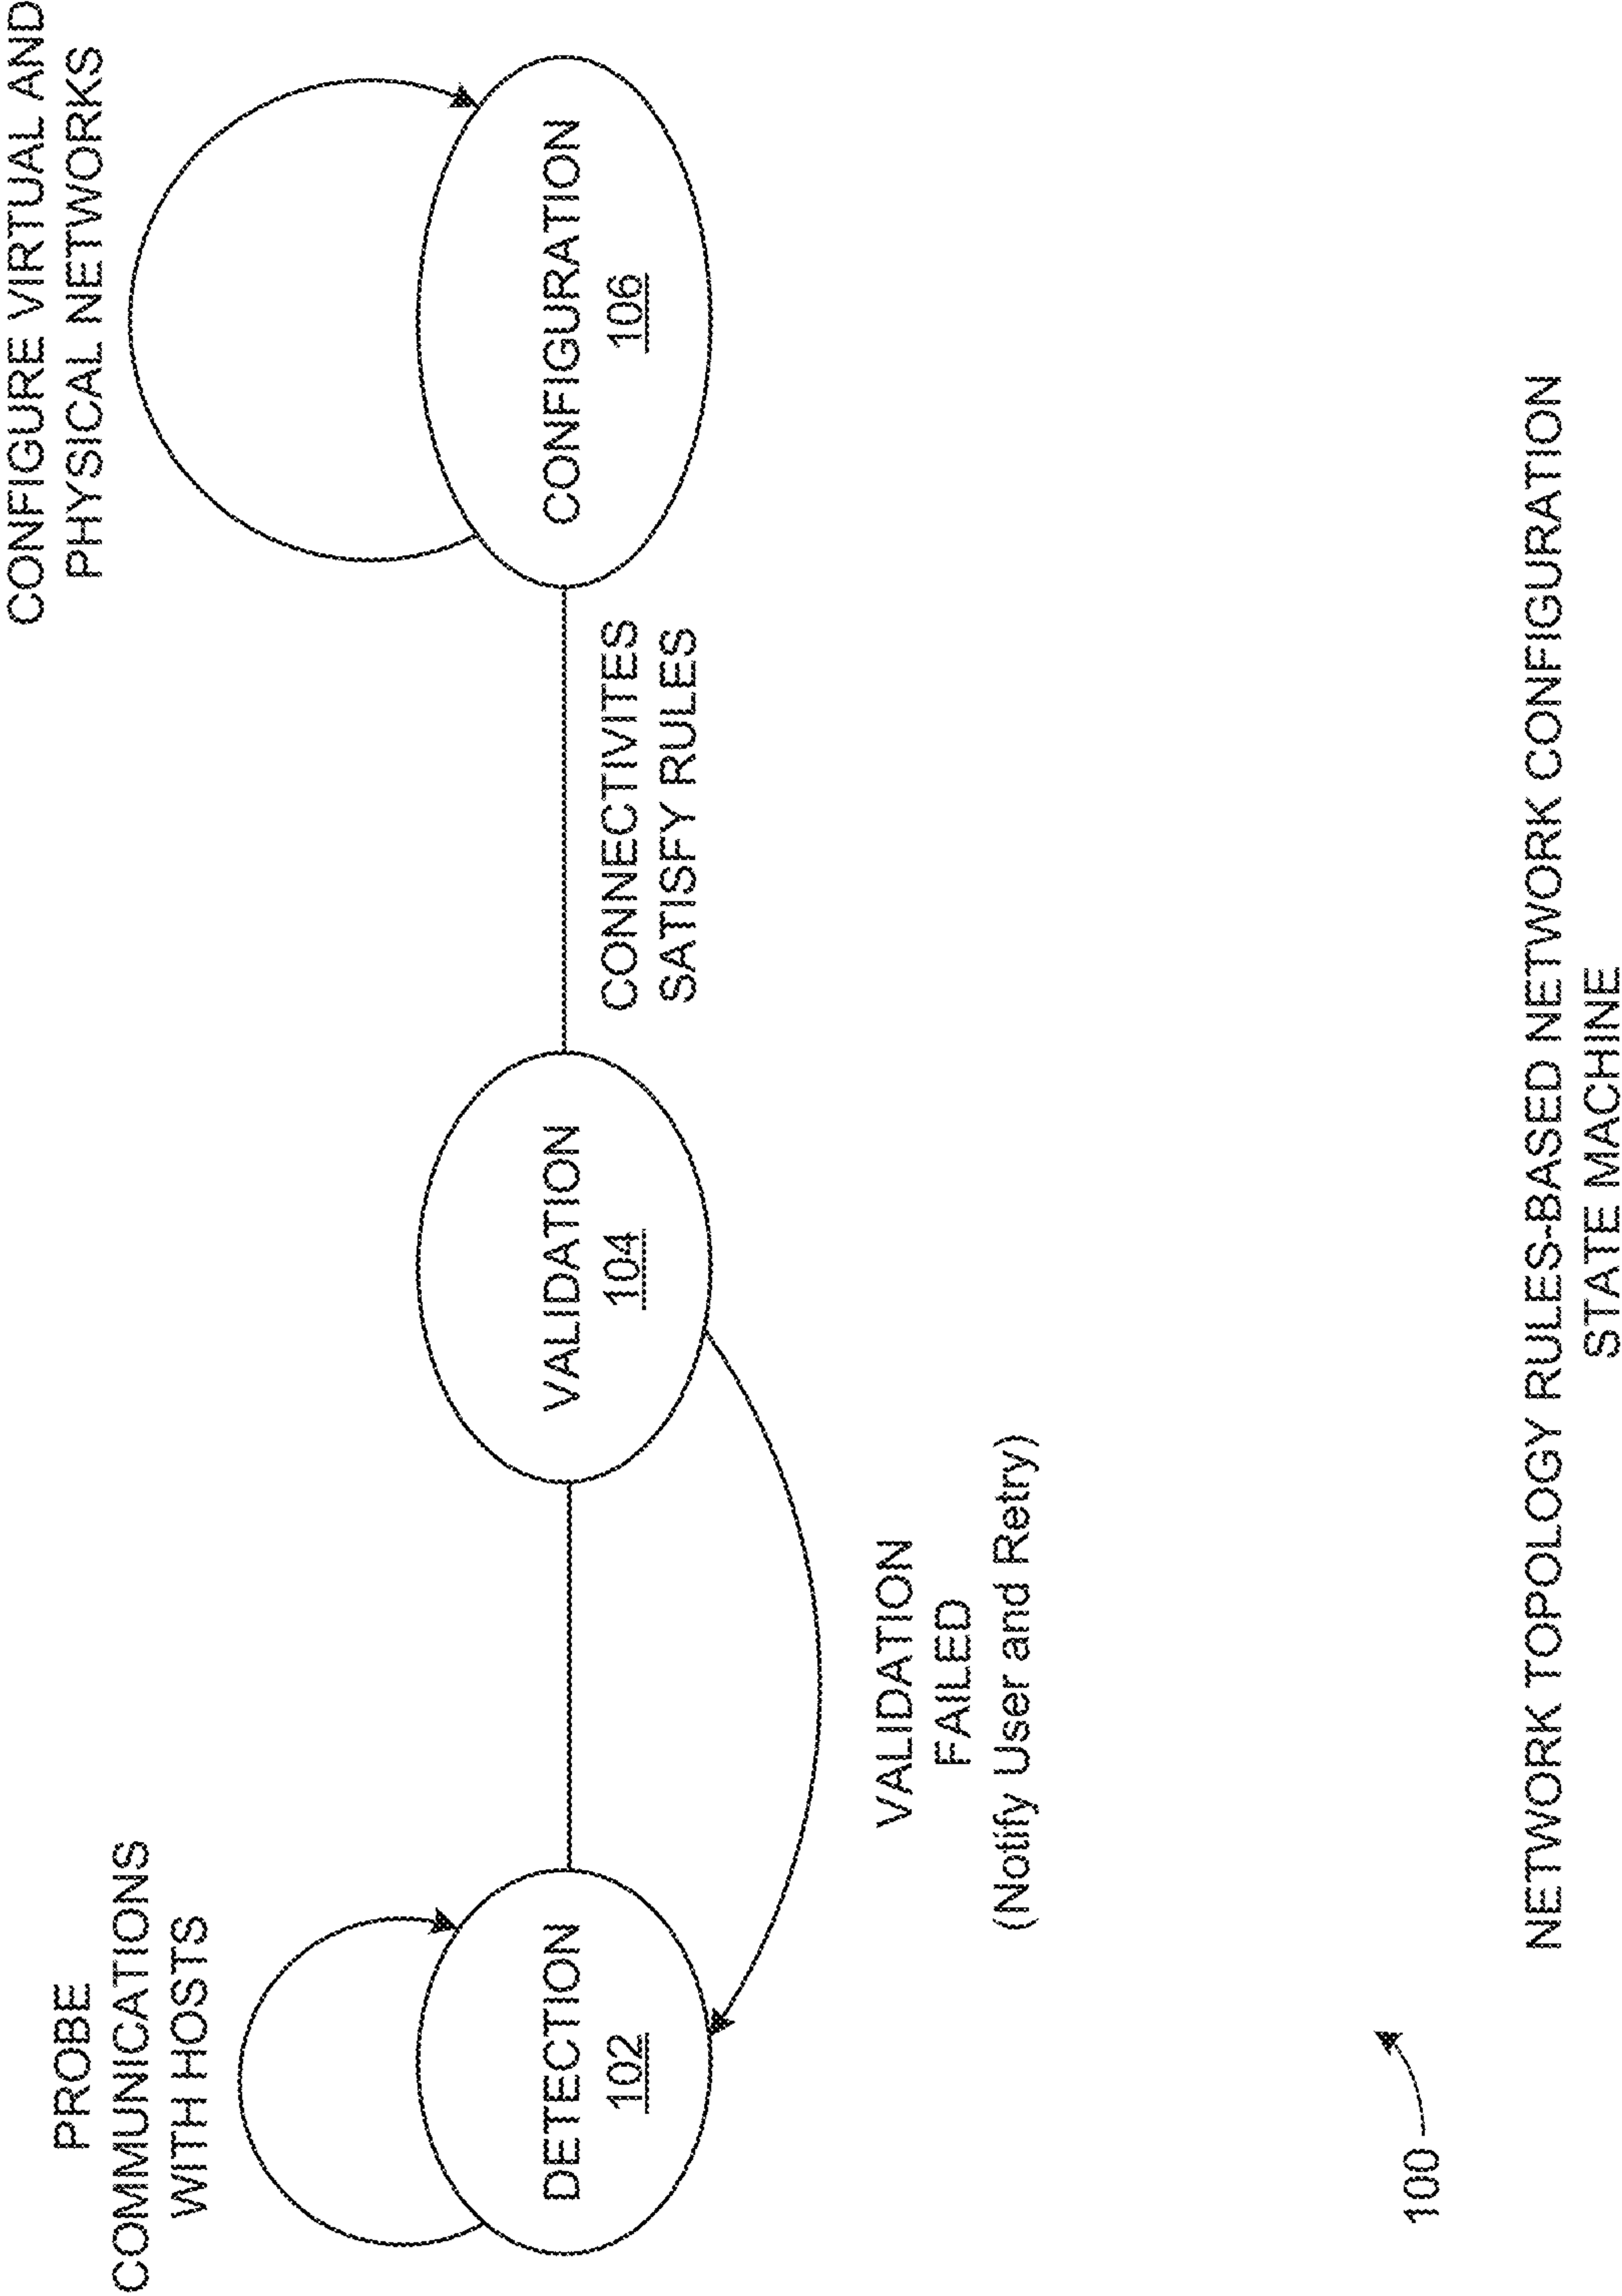 PROBE
COMMUNICATIONS
WITH HOSTS
CONFIGURE VIRTUAL AND
PHYSICAL NETWORKS
DETECTION
102
VALIDATION
104
CONFIGURATION
106
CONNECTIVITES
SATISFY RULES
VALIDATION
FAILED
(Notify User and Retry)
100
NETWORK TOPOLOGY RULES-BASED NETWORK CONFIGURATION
STATE MACHINE